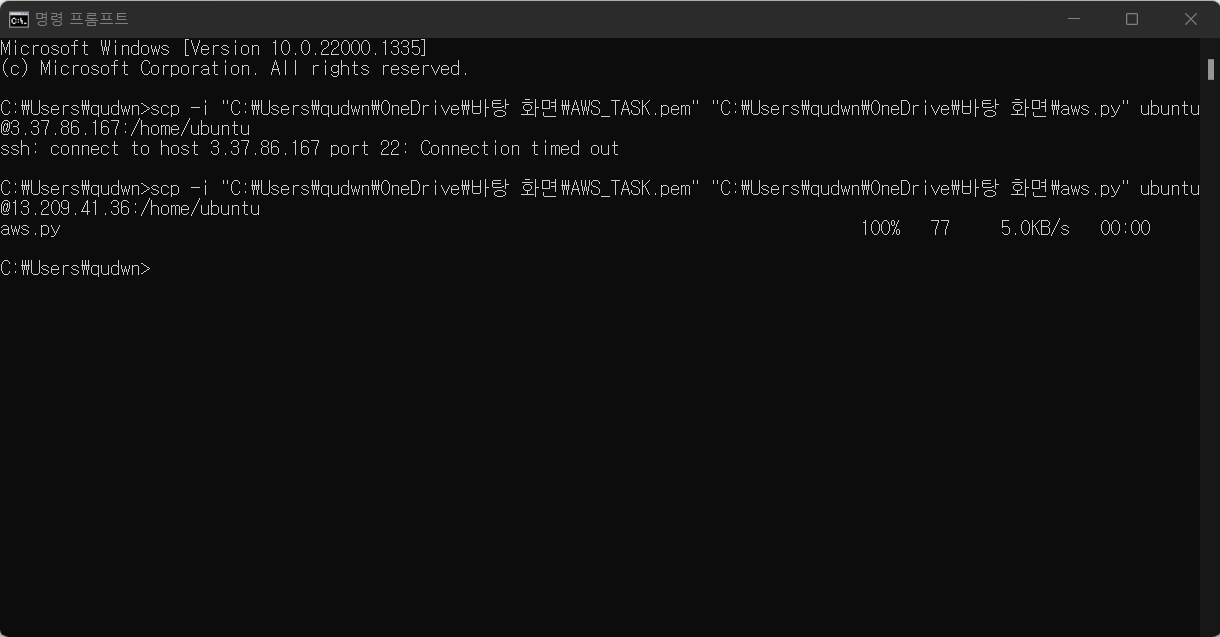 명령 프롬프트
Microsoft Windows [Version 10.0.22000.1335]
(c) Microsoft Corporation. All rights reserved.
C:₩Users₩qudwn>scp -i "C:₩Users₩qudwn₩OneDrive₩바탕 화면₩AWS_TASK.pem" "C:₩Users₩qudwn₩OneDrive₩바탕 화면₩aws.py" ubuntu
@3.37.86.167:/home/ubuntu
ssh: connect to host 3.37.86.167 port 22: Connection timed out
C:₩Users₩qudwn>scp -i "C:₩Users₩qudwn₩OneDrive₩바탕 화면₩AWS_TASK.pem" "C:₩Users₩qudwn₩OneDrive₩바탕 화면₩aws.py" ubuntu
@13.209.41.36:/home/ubuntu
aws.py 100% 77 5.0KB/s 00:00
C:₩Users₩qudwn>